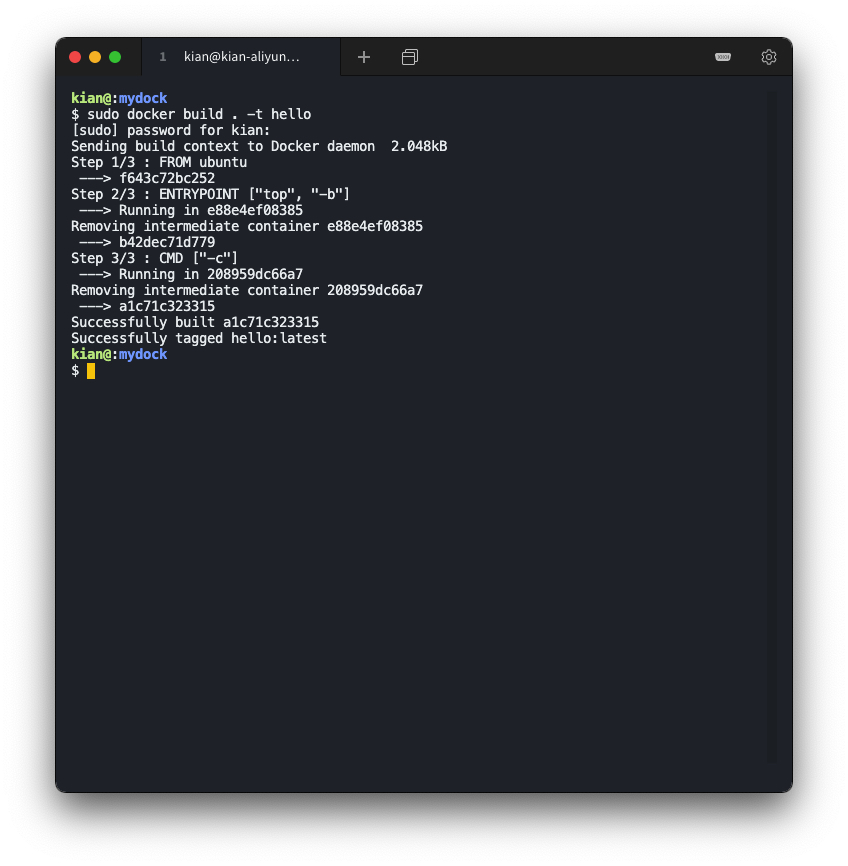 1 kian@kian-aliyun...
kian@:mydock
$ sudo docker build . -t hello
[sudo] password for kian:
Sending build context to Docker daemon  2.048kB
Step 1/3 : FROM ubuntu
 ---> f643c72bc252
Step 2/3 : ENTRYPOINT ["top", "-b"]
 ---> Running in e88e4ef08385
Removing intermediate container e88e4ef08385
 ---> b42dec71d779
Step 3/3 : CMD ["-c"]
 ---> Running in 208959dc66a7
Removing intermediate container 208959dc66a7
 ---> a1c71c323315
Successfully built a1c71c323315
Successfully tagged hello:latest
kian@:mydock
$